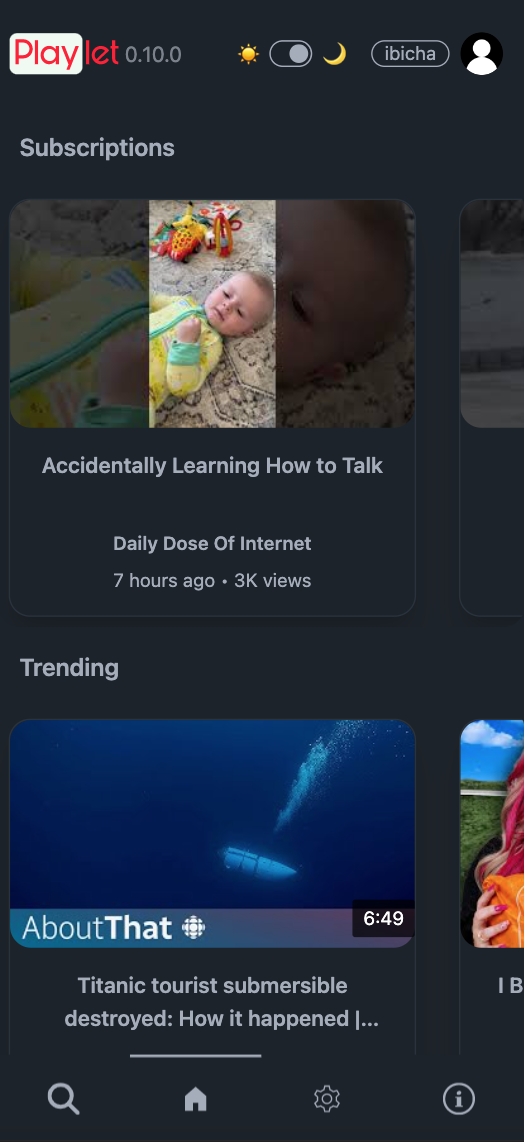 Playlet 0.10.0
ibicha
Subscriptions
Accidentally Learning How to Talk
Daily Dose Of Internet
7 hours ago • 3K views
Trending
AboutThat
6:49
Titanic tourist submersible
destroyed: How it happened |...
I B